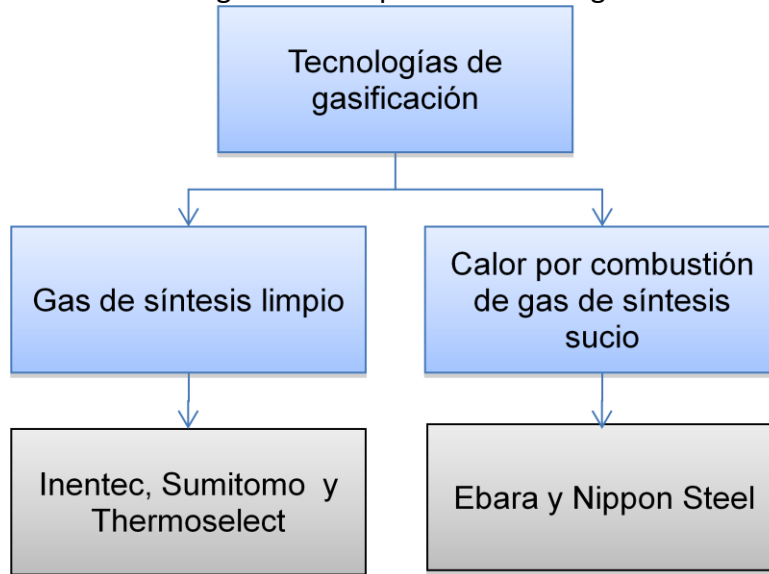 Tecnologías de
gasificación
Gas de síntesis limpio
Calor por combustión
de gas de síntesis
sucio
Inentec, Sumitomo y
Thermoselect
Ebara y Nippon Steel